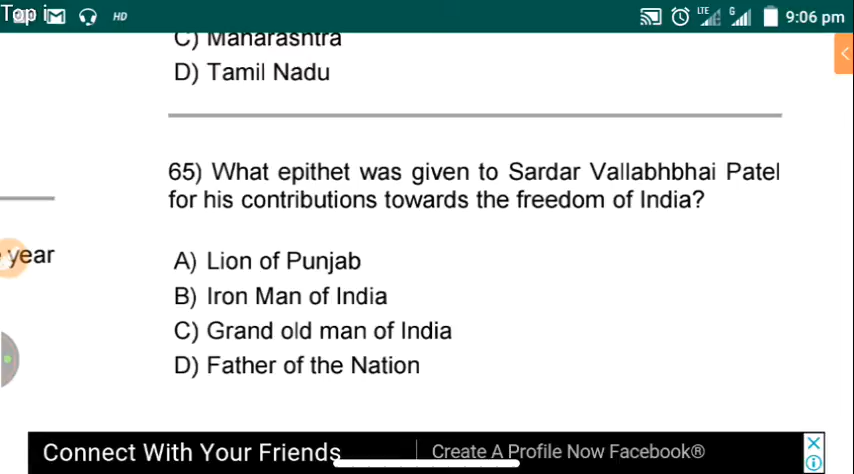 Top i
HD
LTE
G
9:06 pm
C) Maharashtra
D) Tamil Nadu
65) What epithet was given to Sardar Vallabhbhai Patel
for his contributions towards the freedom of India?
year
A) Lion of Punjab
B) Iron Man of India
C) Grand old man of India
D) Father of the Nation
Connect With Your Friends
Create A Profile Now Facebook®